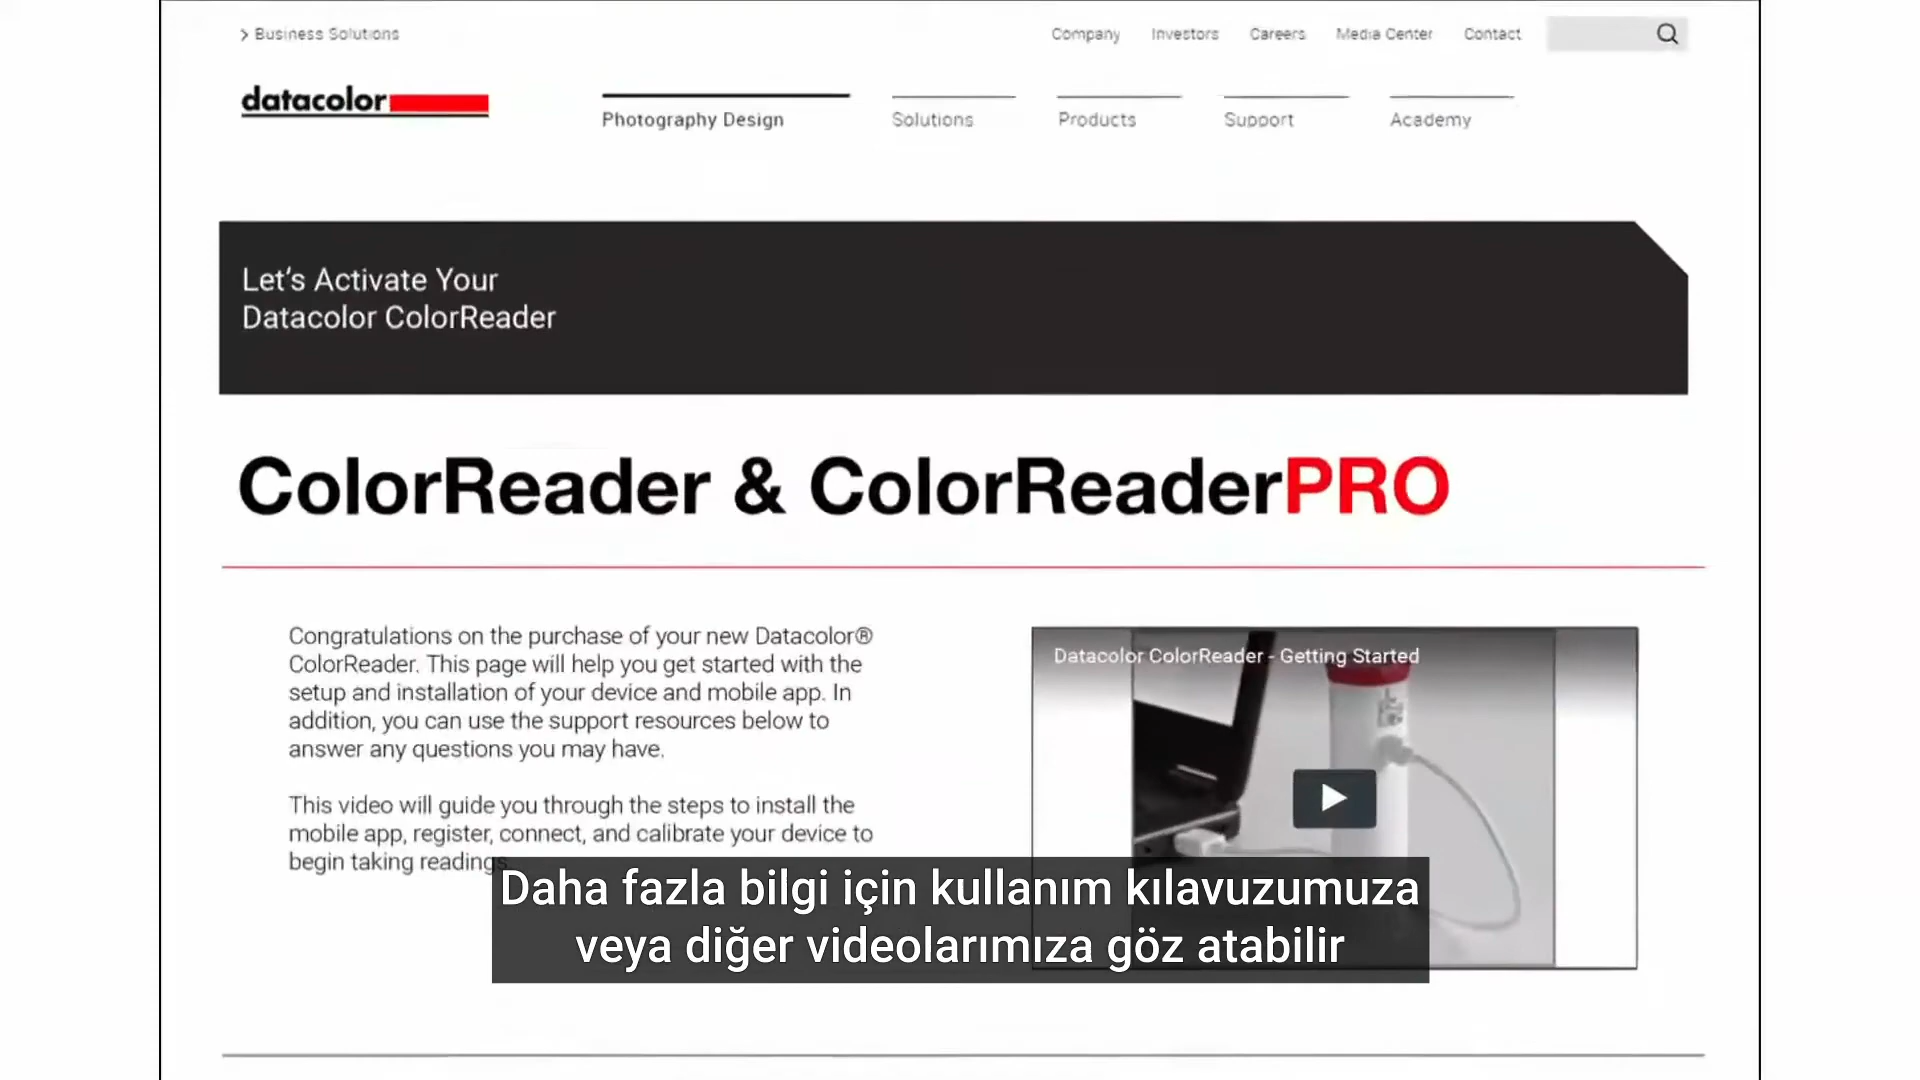 Business Solutions
Company Investors Careers Media Center Contact
datacolor
Photography Design Solutions Products Support Academy
Let's Activate Your
Datacolor ColorReader
ColorReader & ColorReaderPRO
Congratulations on the purchase of your new Datacolor®
ColorReader. This page will help you get started with the
setup and installation of your device and mobile app. In
addition, you can use the support resources below to
answer any questions you may have.
This video will guide you through the steps to install the
mobile app, register, connect, and calibrate your device to
begin taking readings.
Datacolor ColorReader - Getting Started
Daha fazla bilgi için kullanım kılavuzumuza
veya diğer videolarımıza göz atabilir